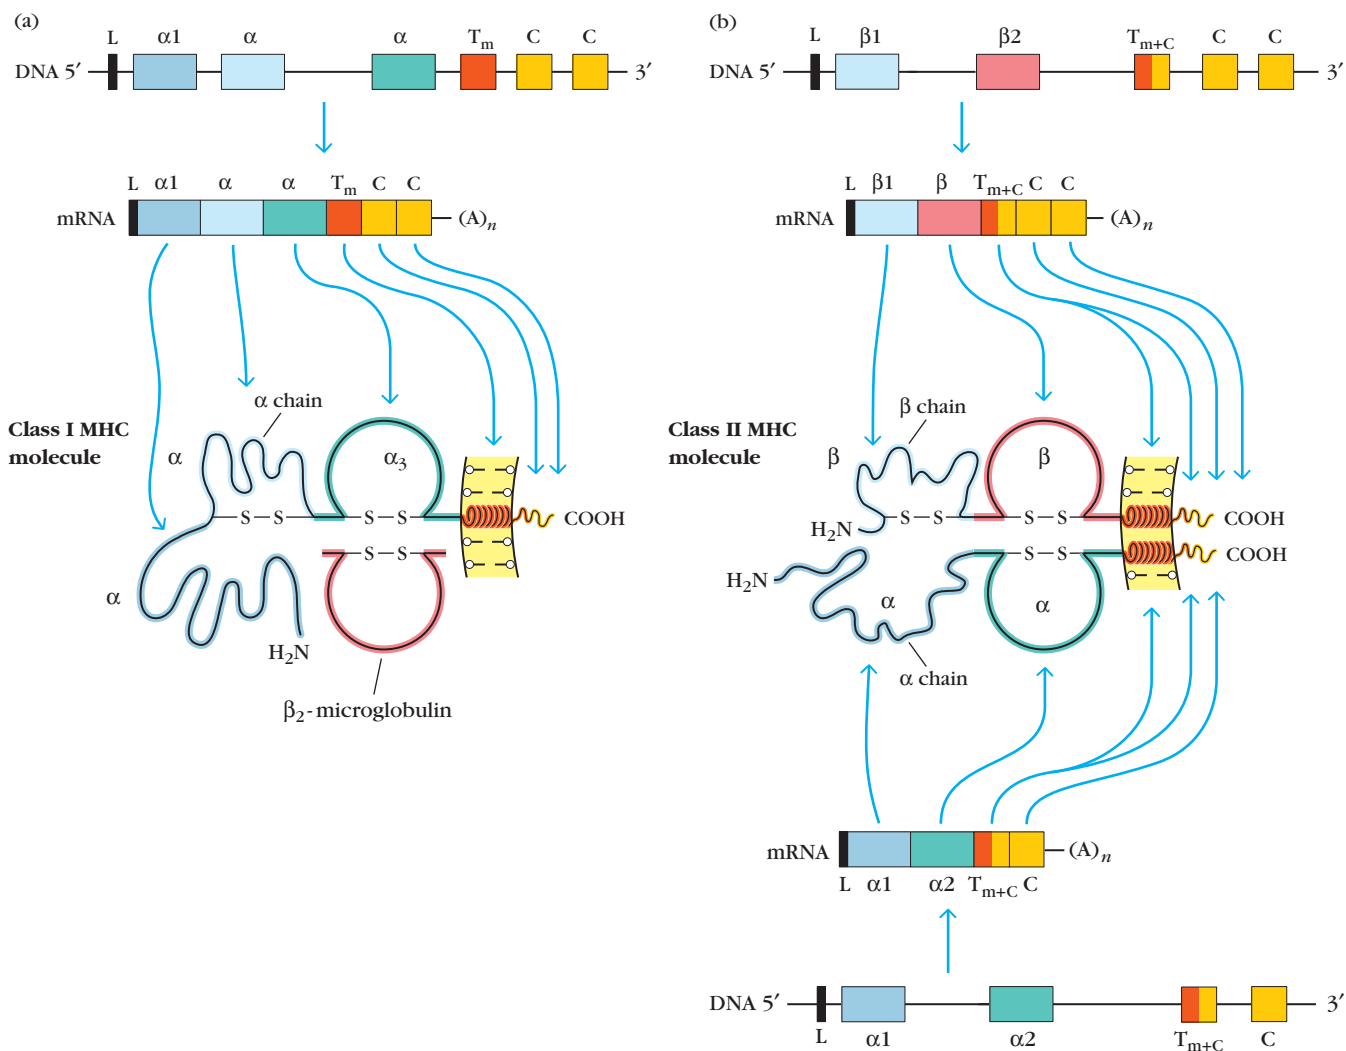 (a)
L α1 α α Tm C C
DNA 5′ 3′
L α1 α α Tm C C
mRNA (A)n
α chain
Class I MHC
molecule
α
α3
S S S S COOH
S S
α
H2N
β2-microglobulin
(b)
L β1 β2 Tm+C C C
DNA 5′ 3′
L β1 β Tm+C C C
mRNA (A)n
β chain
Class II MHC
molecule
β β
H2N S S S S COOH
S S COOH
H2N
α α
α chain
mRNA (A)n
L α1 α2 Tm+C C
DNA 5′ 3′
L α1 α2 Tm+C C